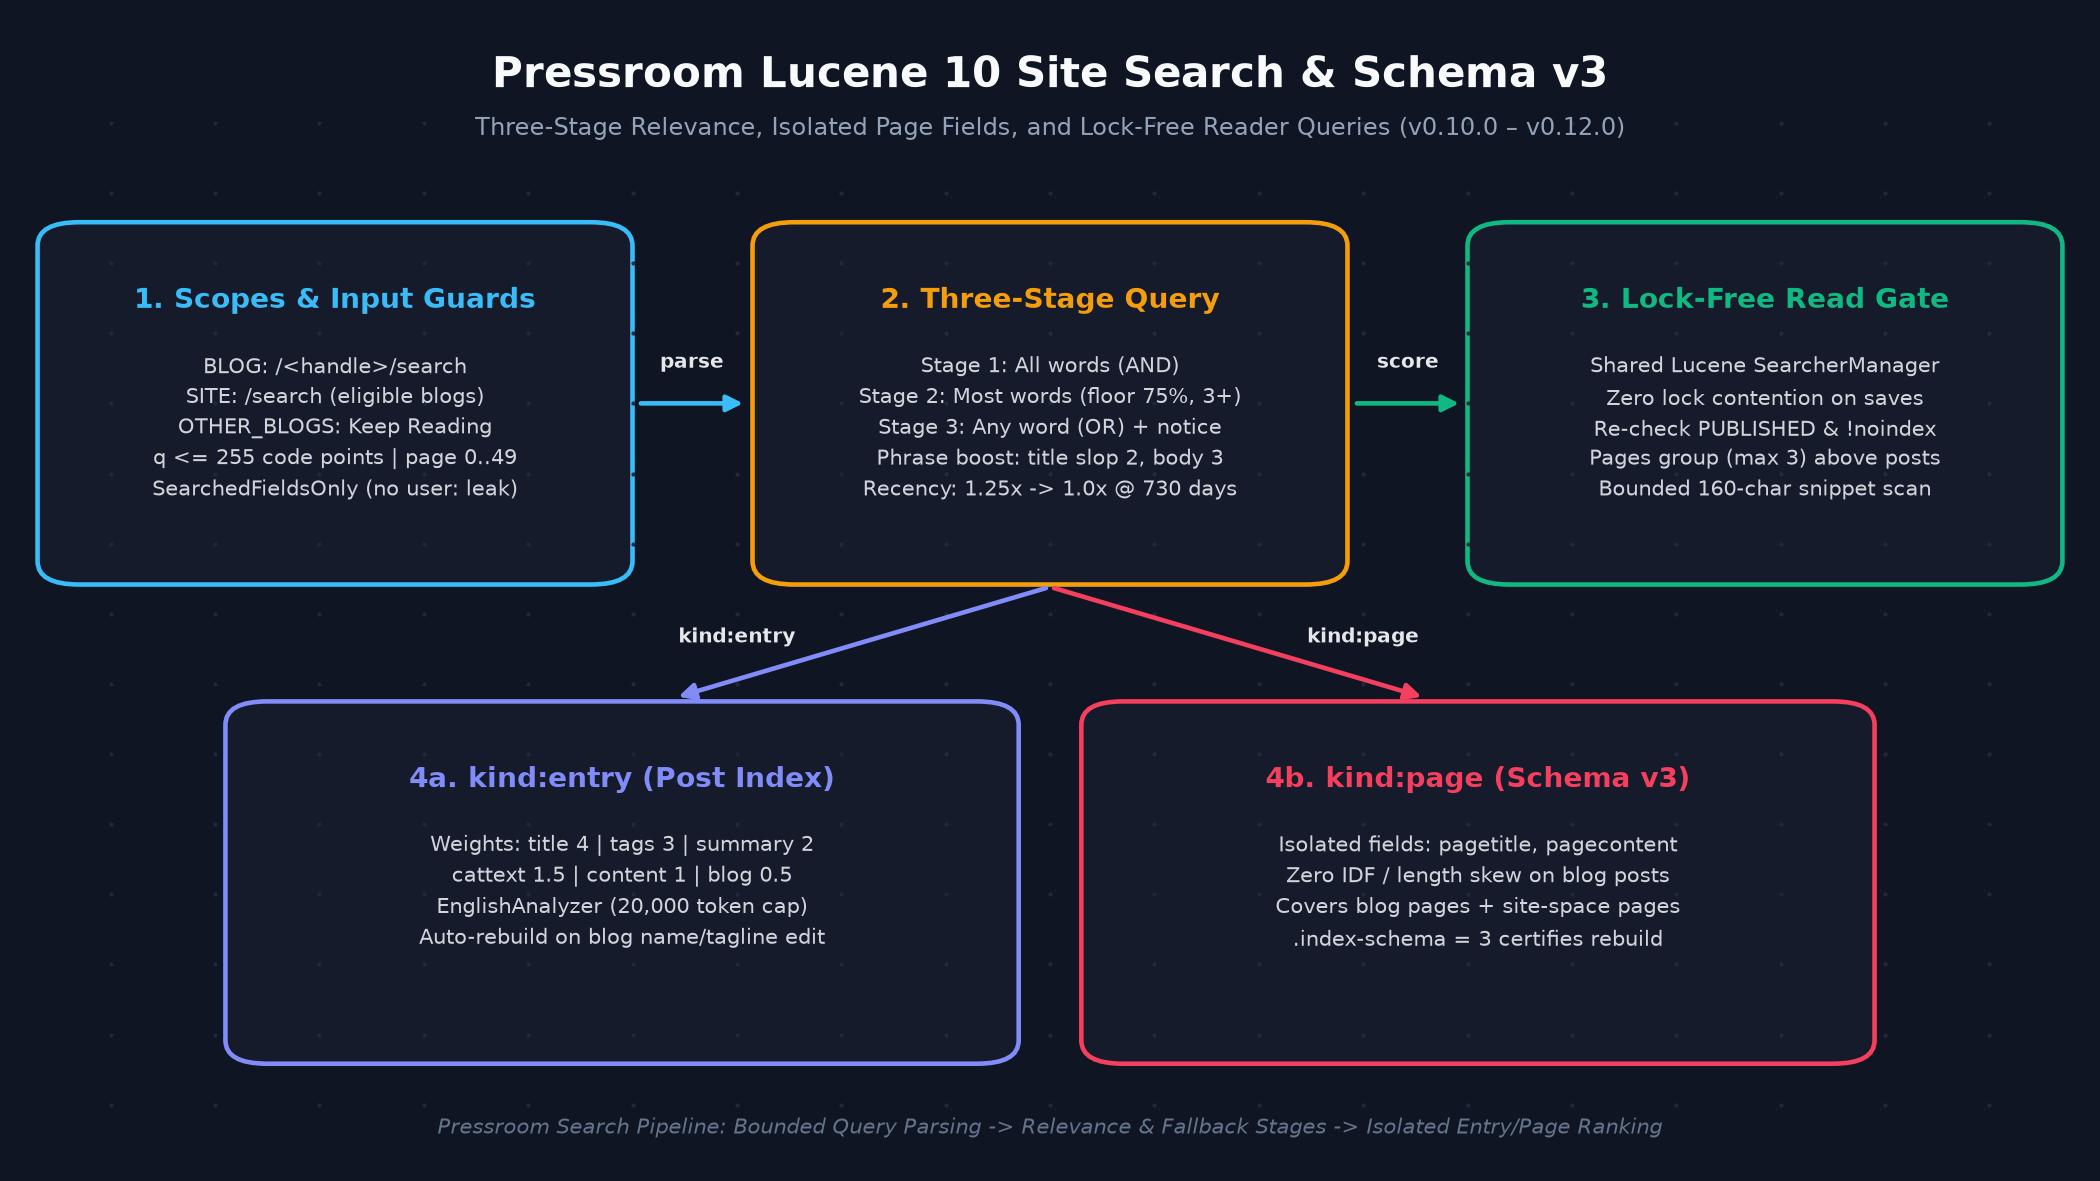 Pressroom Lucene 10 Site Search & Schema v3
Three-Stage Relevance, Isolated Page Fields, and Lock-Free Reader Queries (v0.10.0 – v0.12.0)
1. Scopes & Input Guards
BLOG: /<handle>/search
SITE: /search (eligible blogs)
OTHER_BLOGS: Keep Reading
q <= 255 code points | page 0..49
SearchedFieldsOnly (no user: leak)
parse
2. Three-Stage Query
Stage 1: All words (AND)
Stage 2: Most words (floor 75%, 3+)
Stage 3: Any word (OR) + notice
Phrase boost: title slop 2, body 3
Recency: 1.25x -> 1.0x @ 730 days
score
3. Lock-Free Read Gate
Shared Lucene SearcherManager
Zero lock contention on saves
Re-check PUBLISHED & !noindex
Pages group (max 3) above posts
Bounded 160-char snippet scan
kind:entry
kind:page
4a. kind:entry (Post Index)
Weights: title 4 | tags 3 | summary 2
cattext 1.5 | content 1 | blog 0.5
EnglishAnalyzer (20,000 token cap)
Auto-rebuild on blog name/tagline edit
4b. kind:page (Schema v3)
Isolated fields: pagetitle, pagecontent
Zero IDF / length skew on blog posts
Covers blog pages + site-space pages
.index-schema = 3 certifies rebuild
Pressroom Search Pipeline: Bounded Query Parsing -> Relevance & Fallback Stages -> Isolated Entry/Page Ranking